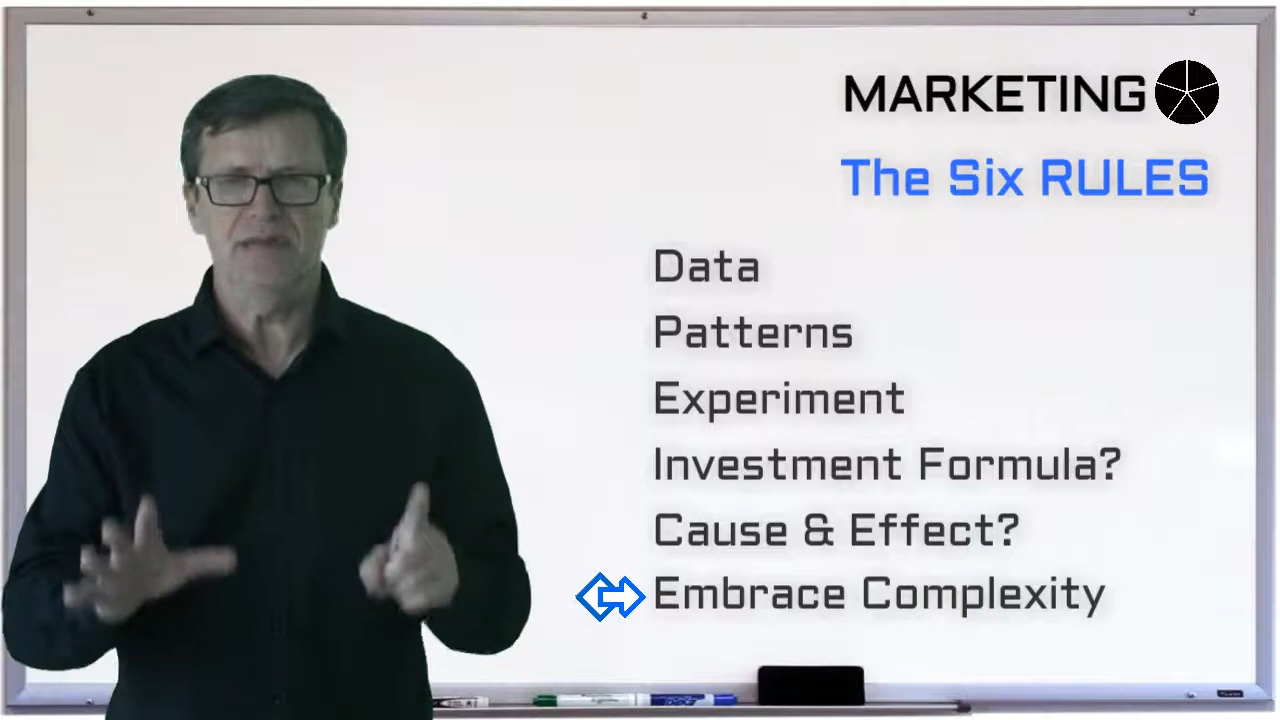 MARKETING
The Six RULES
Data
Patterns
Experiment
Investment Formula?
Cause & Effect?
Embrace Complexity